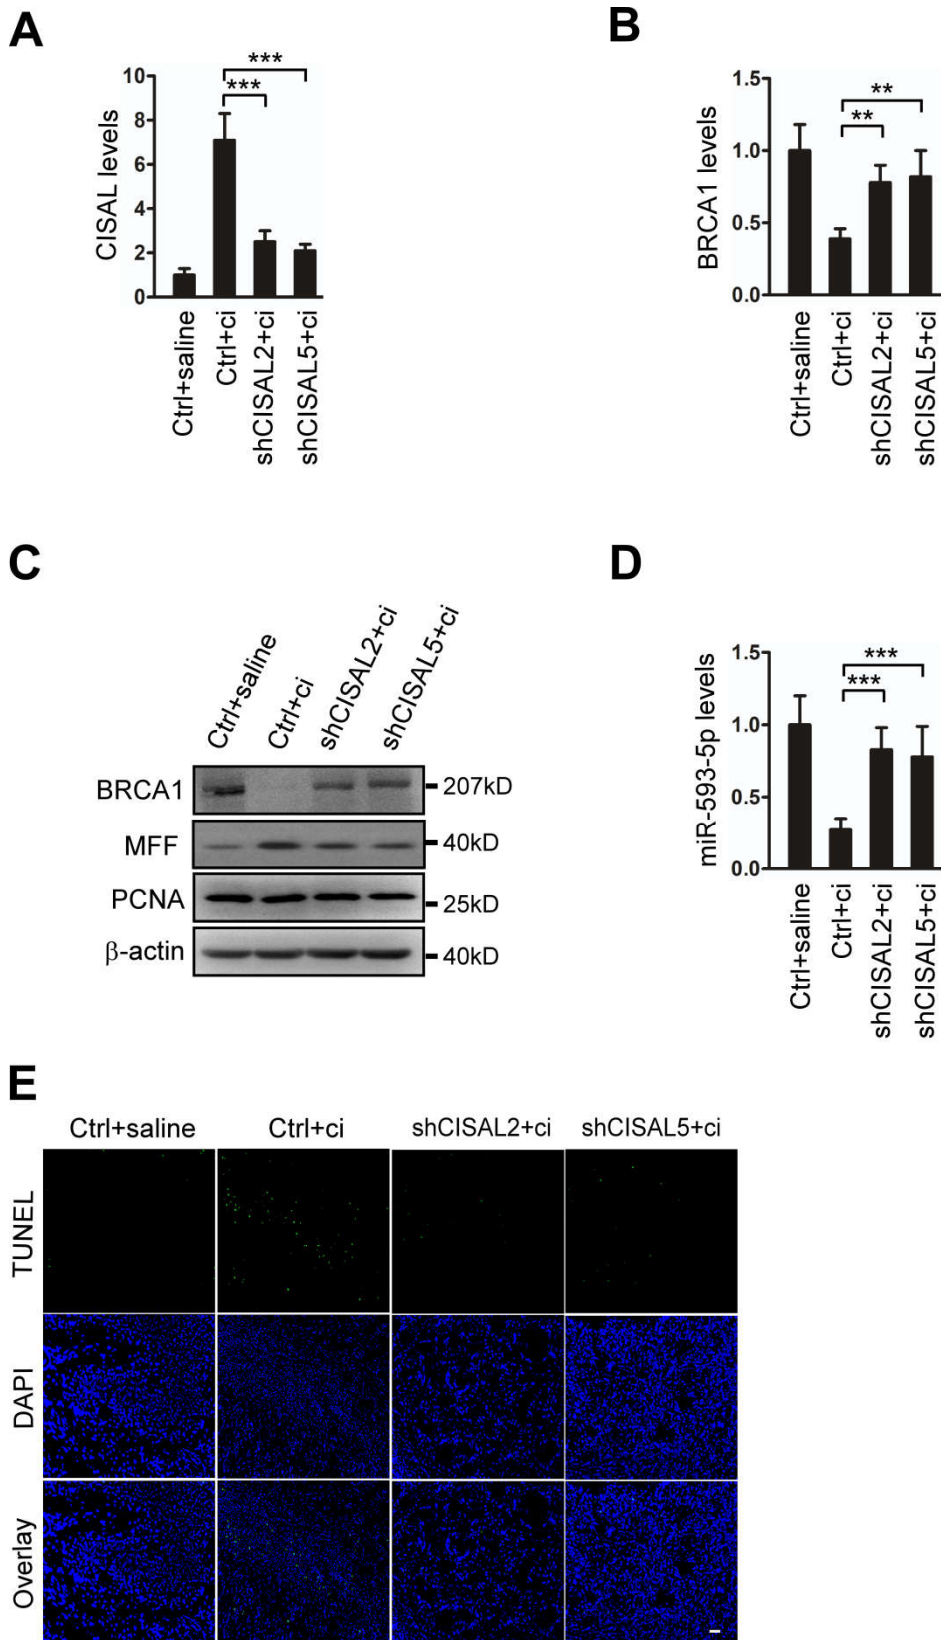 A
CISAL levels
10
8
6
4
2
0
***
***
Ctrl+saline
Ctrl+ci
shCISAL2+ci
shCISAL5+ci
B
BRCA1 levels
1.5
1.0
0.5
0.0
**
**
Ctrl+saline
Ctrl+ci
shCISAL2+ci
shCISAL5+ci
C
Ctrl+saline
Ctrl+ci
shCISAL2+ci
shCISAL5+ci
BRCA1 207kD
MFF 40kD
PCNA 25kD
β-actin 40kD
D
miR-593-5p levels
1.5
1.0
0.5
0.0
***
***
Ctrl+saline
Ctrl+ci
shCISAL2+ci
shCISAL5+ci
E
Ctrl+saline Ctrl+ci shCISAL2+ci shCISAL5+ci
TUNEL
DAPI
Overlay